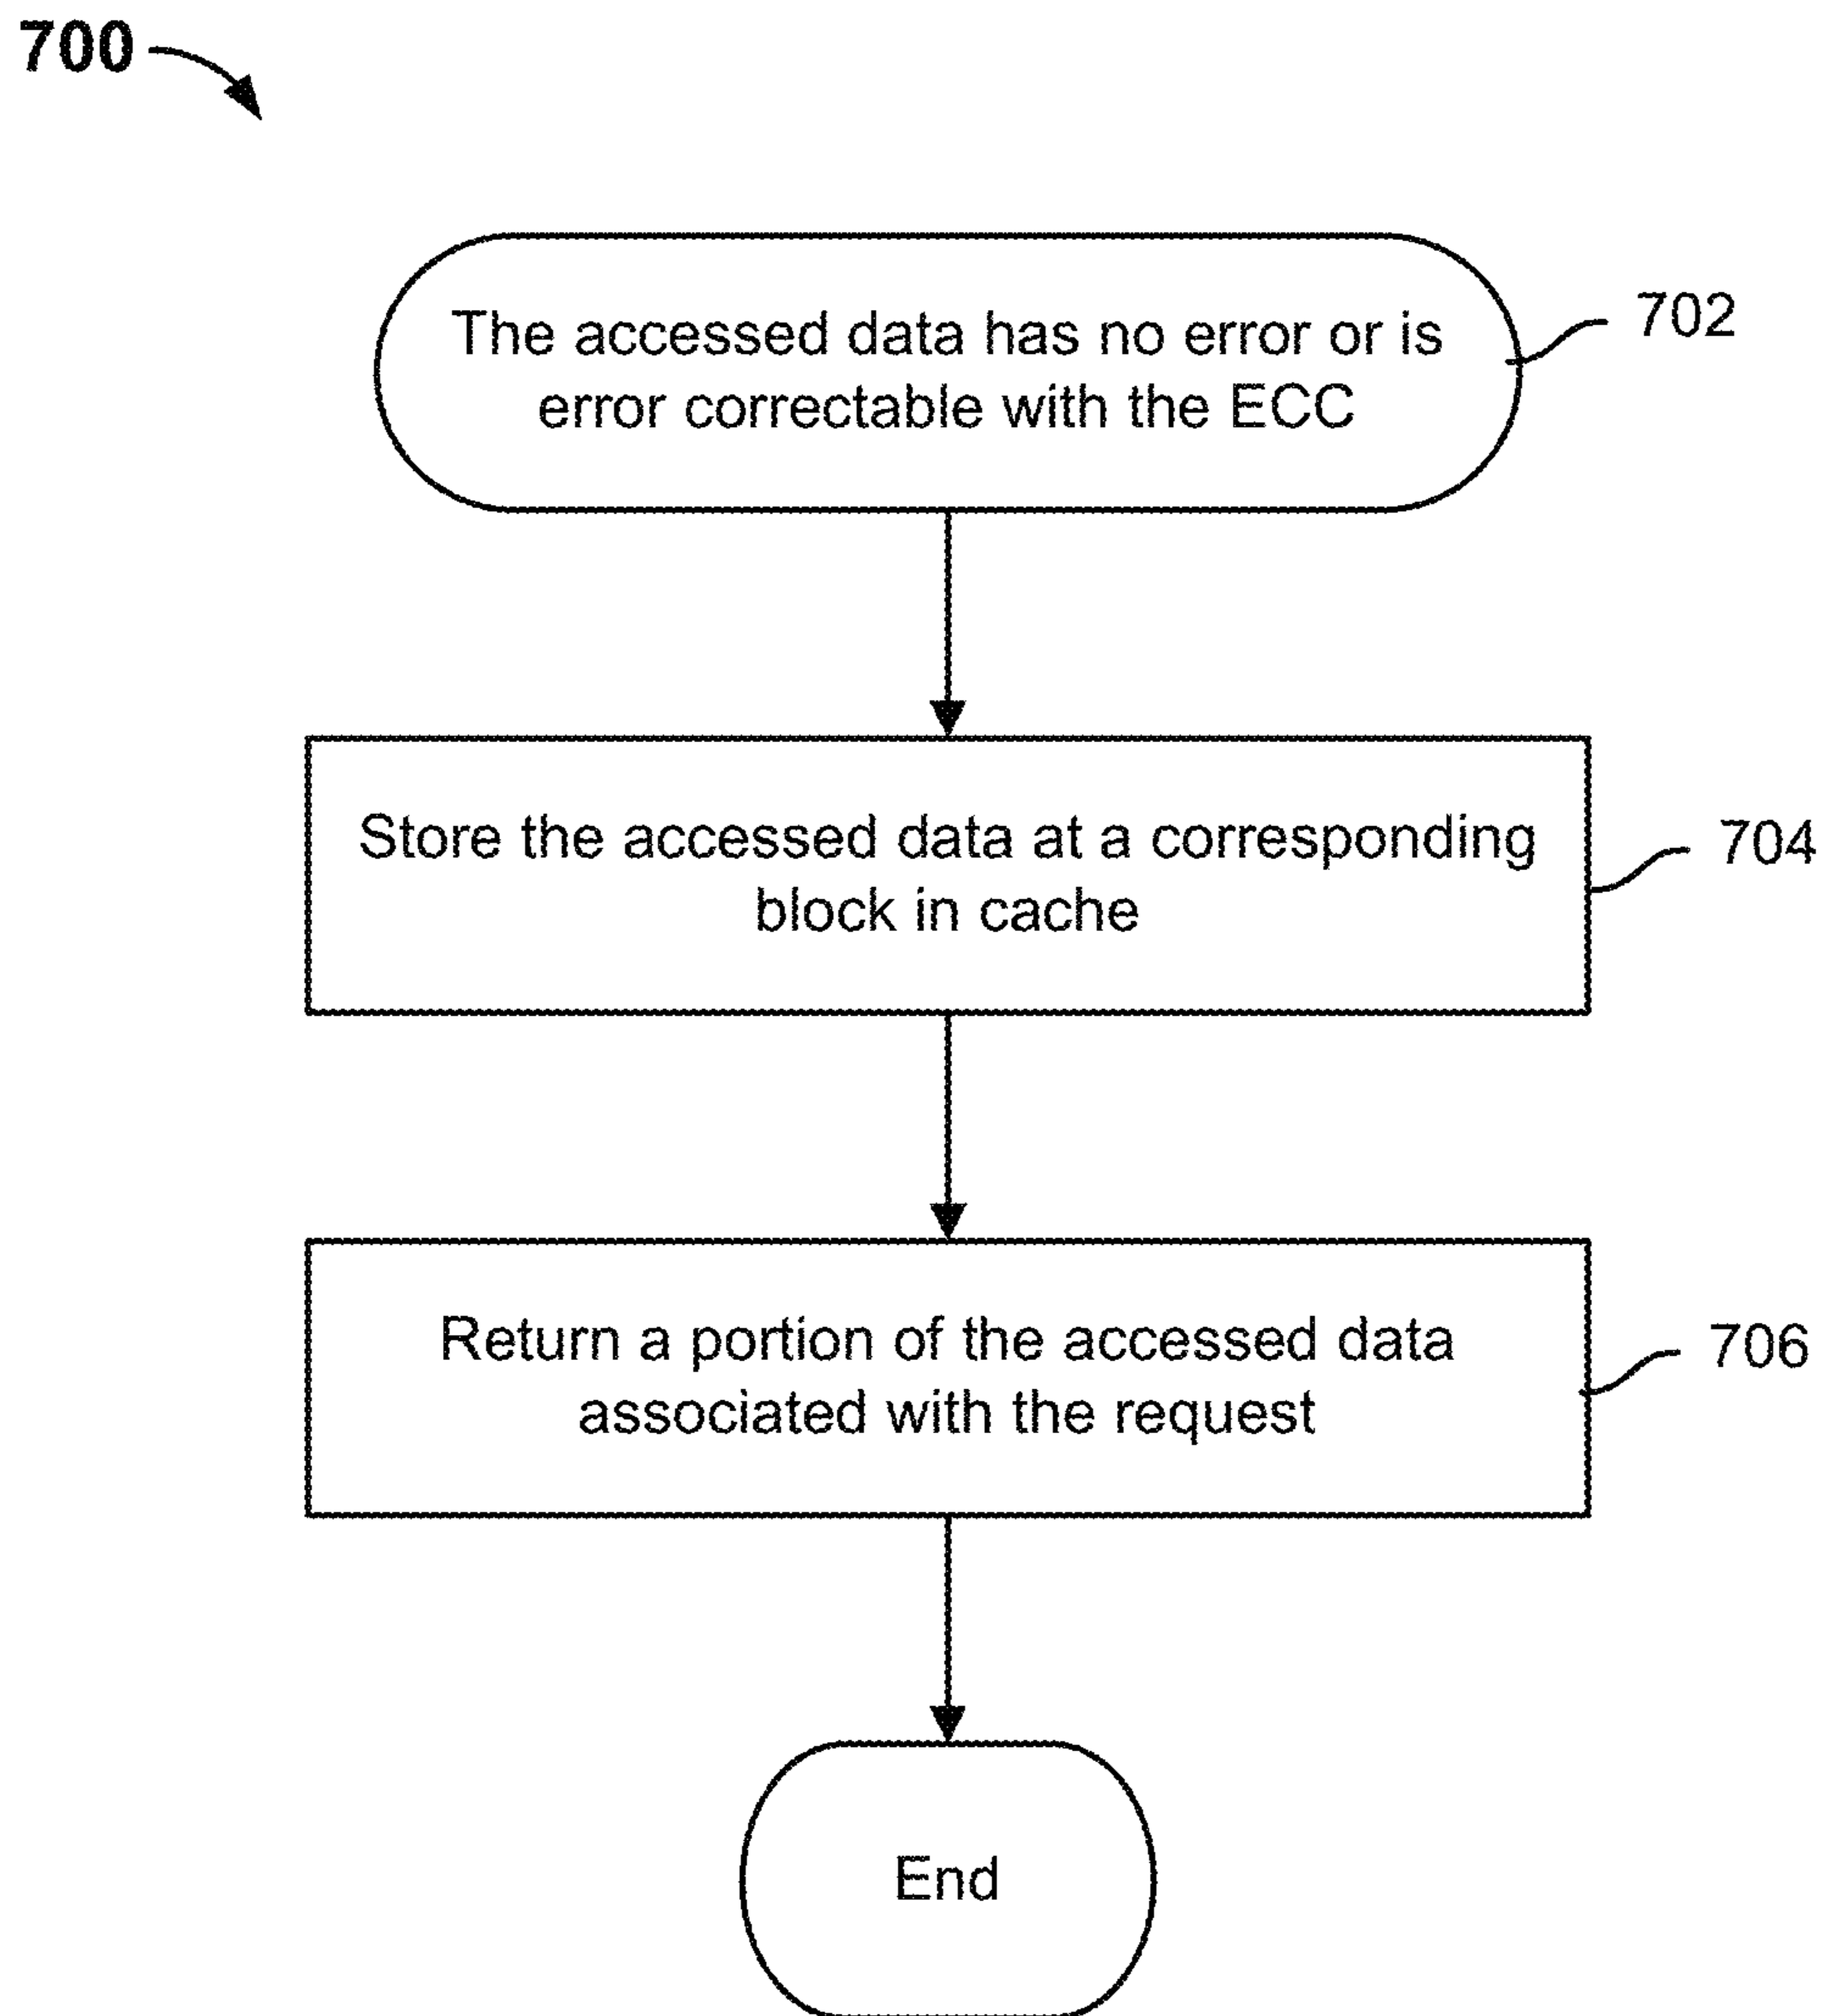 700
The accessed data has no error or is
error correctable with the ECC
702
Store the accessed data at a corresponding
block in cache
704
Return a portion of the accessed data
associated with the request
706
End